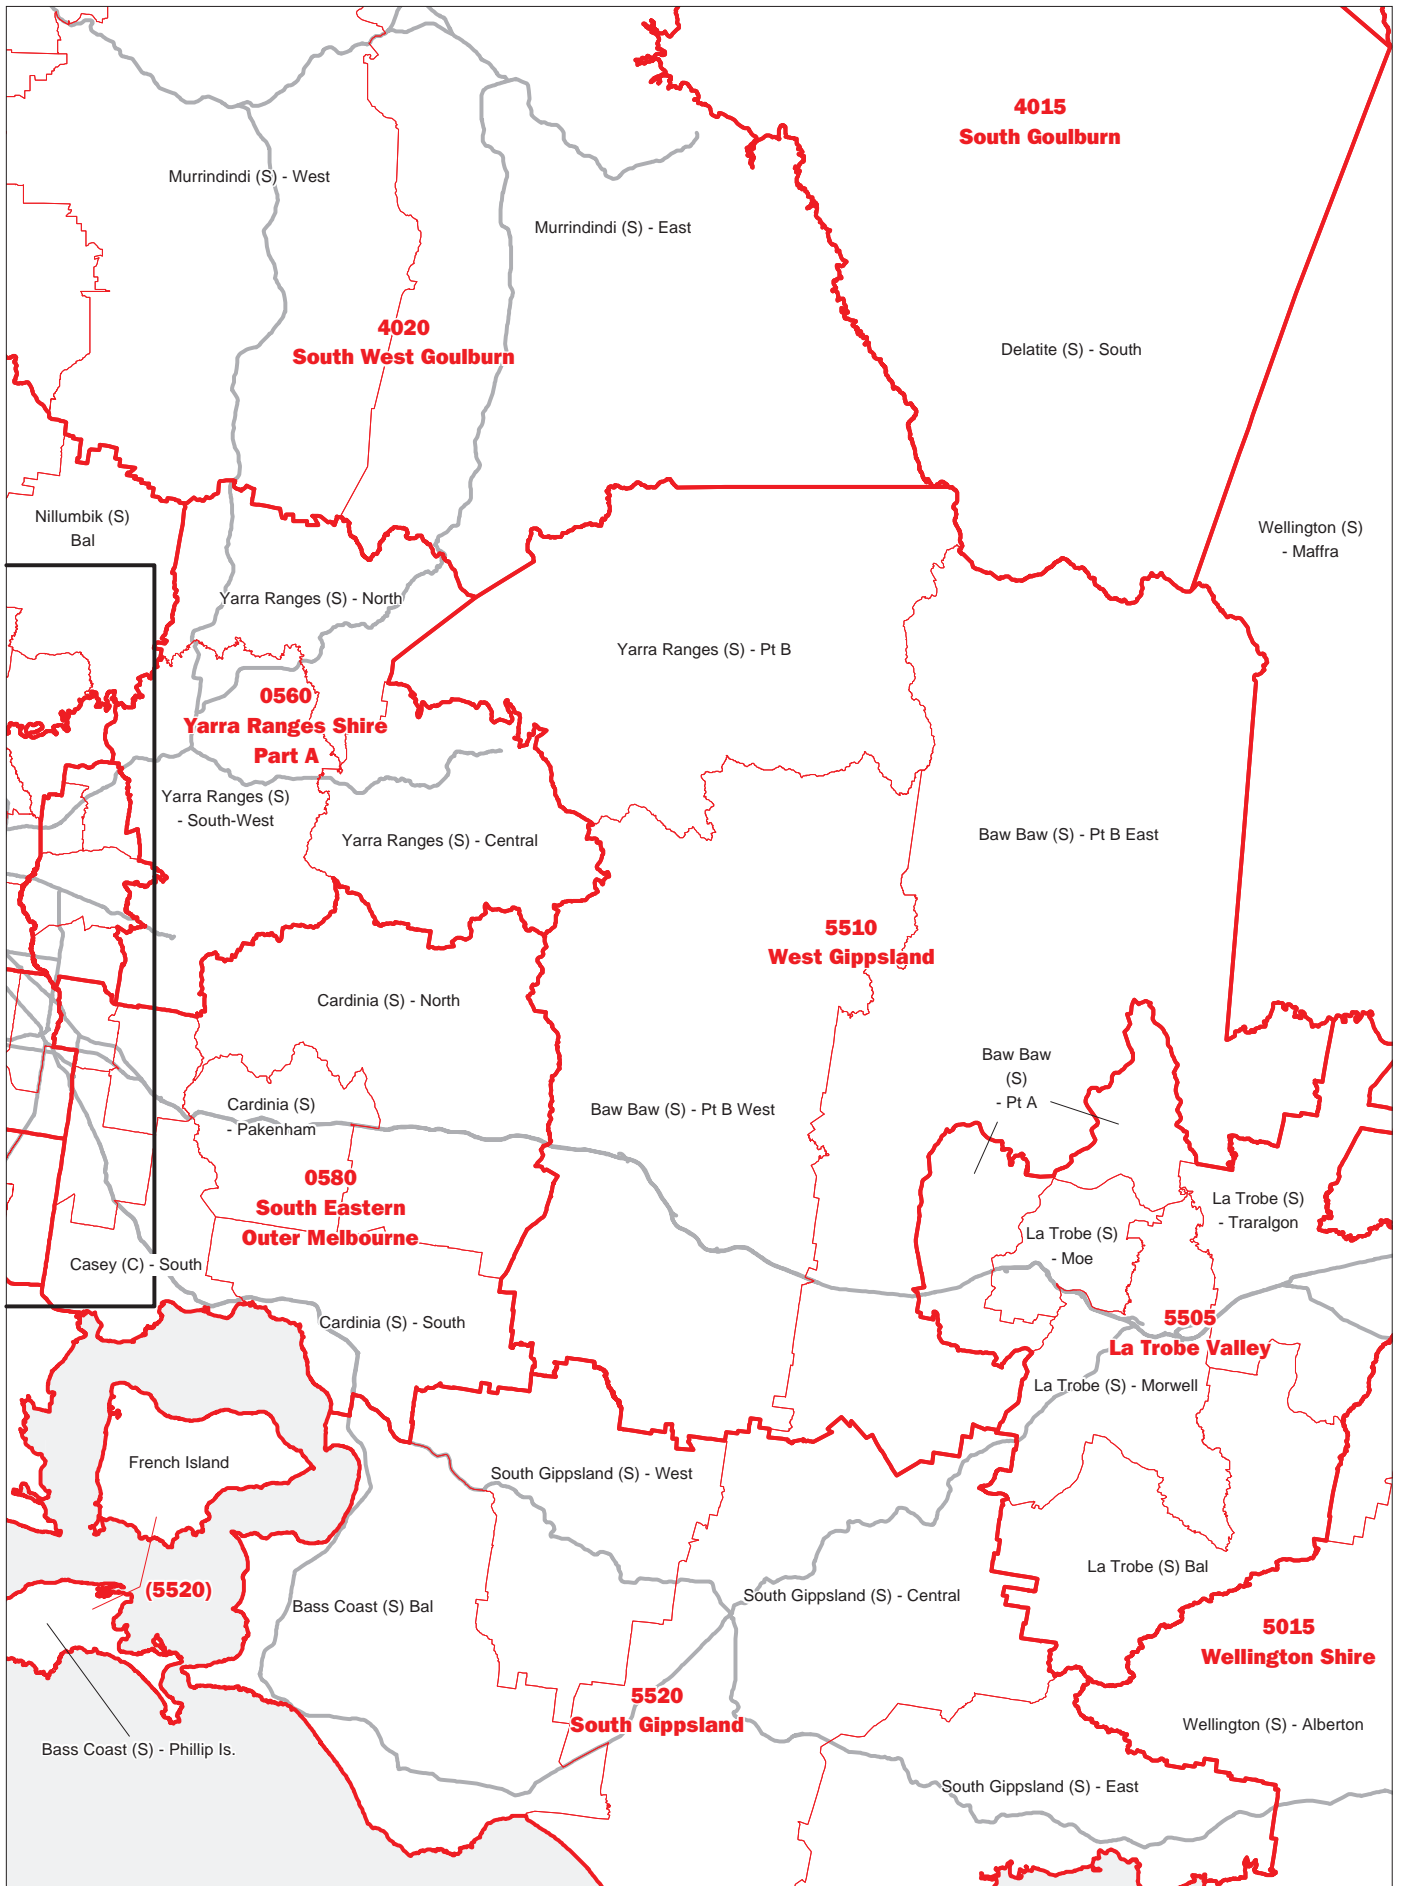 4015
South Goulburn
Murrindindi (S) - West
Murrindindi (S) - East
4020
South West Goulburn
Delatite (S) - South
Nillumbik (S)
Bal
Wellington (S)
- Maffra
Yarra Ranges (S) - North
Yarra Ranges (S) - Pt B
0560
Yarra Ranges Shire
Part A
Yarra Ranges (S)
- South-West
Yarra Ranges (S) - Central
Baw Baw (S) - Pt B East
5510
West Gippsland
Cardinia (S) - North
Baw Baw
(S)
- Pt A
Cardinia (S)
- Pakenham
Baw Baw (S) - Pt B West
0580
South Eastern
Outer Melbourne
La Trobe (S)
- Traralgon
La Trobe (S)
- Moe
Casey (C) - South
Cardinia (S) - South
5505
La Trobe Valley
La Trobe (S) - Morwell
French Island
South Gippsland (S) - West
(5520)
Bass Coast (S) Bal
South Gippsland (S) - Central
La Trobe (S) Bal
5015
Wellington Shire
5520
South Gippsland
Wellington (S) - Alberton
Bass Coast (S) - Phillip Is.
South Gippsland (S) - East